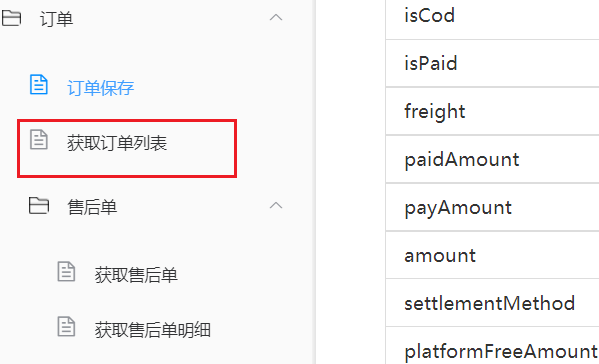 订单
订单保存
获取订单列表
售后单
获取售后单
获取售后单明细
isCod
isPaid
freight
paidAmount
payAmount
amount
settlementMethod
platformFreeAmount